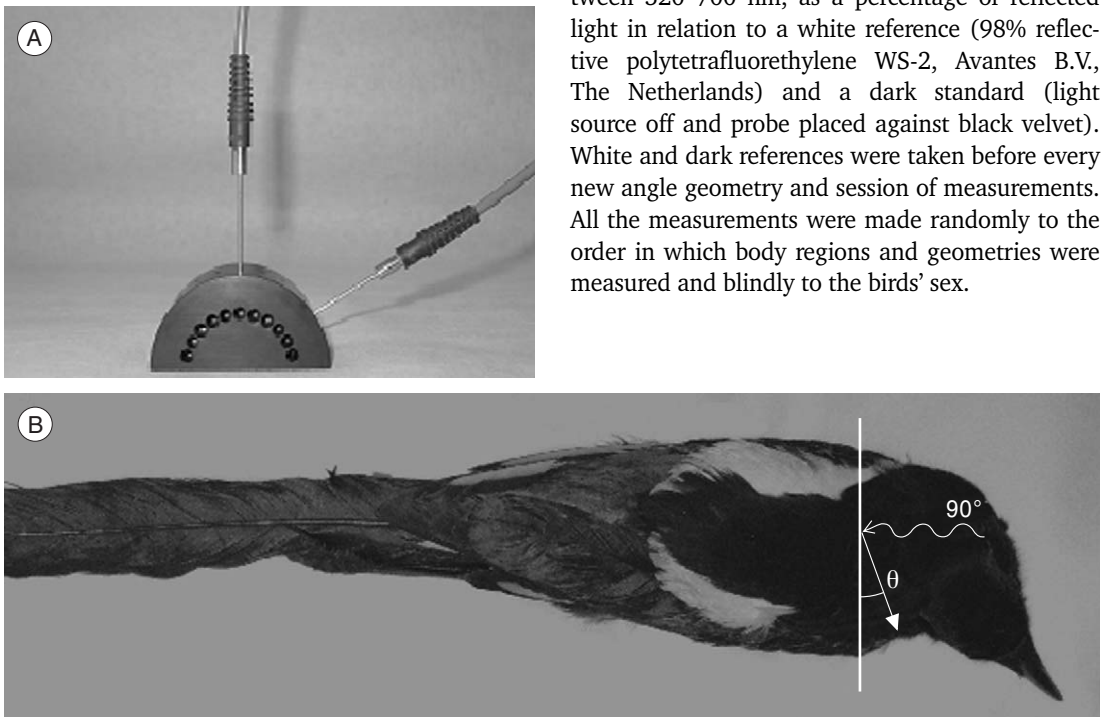 A
light in relation to a white reference (98% reflec-
tive polytetrafluorethylene WS-2, Avantes B.V.,
The Netherlands) and a dark standard (light
source off and probe placed against black velvet).
White and dark references were taken before every
new angle geometry and session of measurements.
All the measurements were made randomly to the
order in which body regions and geometries were
measured and blindly to the birds’ sex.
B
90°
θ